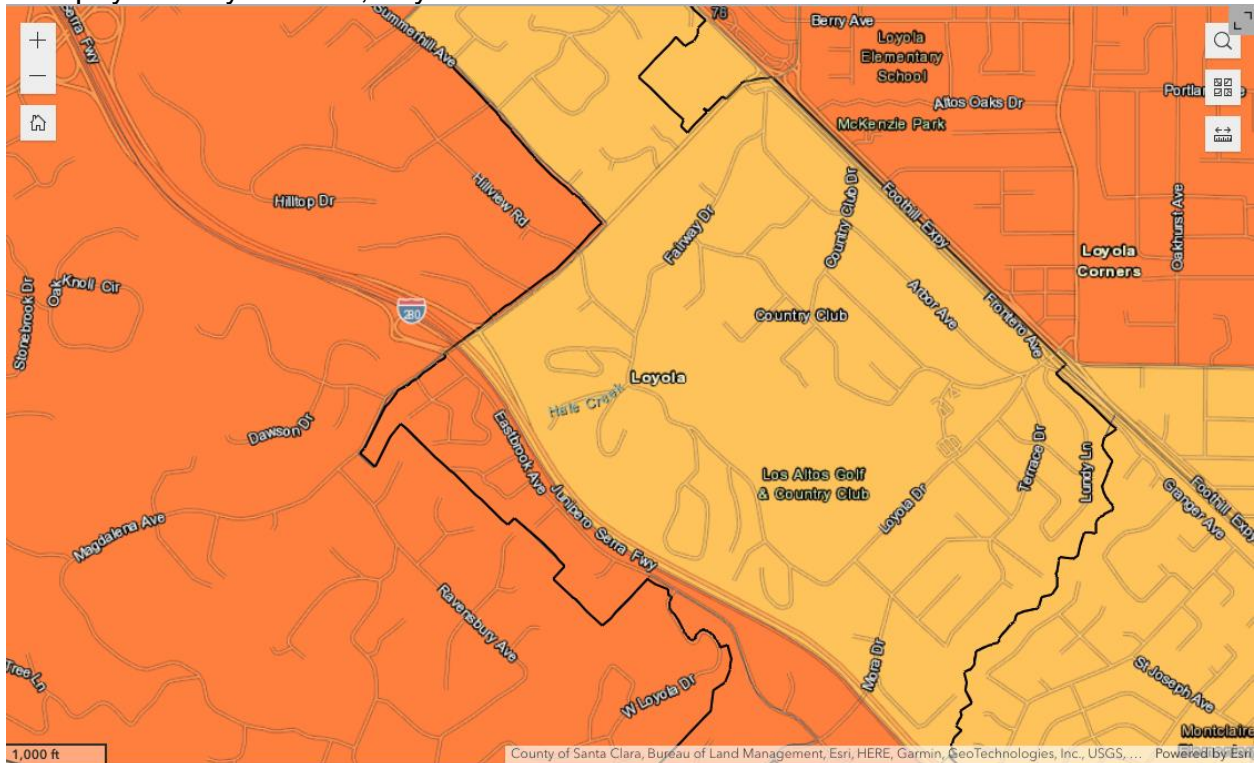 Serra Fwy
Summerhill Ave
76
Berry Ave
Loyola
Elementary
School
Altos Oaks Dr
McKenzie Park
Hillview Rd
Hilltop Dr
Fairway Dr
Country Club Dr
Foothill Expy
Oakhurst Ave
Loyola
Corners
Stonebrook Dr
Oak
Knoll Cir
280
Country Club
Arbor Ave
Frontero Ave
Loyola
Hale Creek
Dawson Dr
Eastbrook Ave
Los Altos Golf
& Country Club
Loyola Dr
Terrace Dr
Lundy Ln
Granger Ave
Foothill Expy
Magdalena Ave
Junipero Serra Fwy
Ravensbury Ave
Mora Dr
St Joseph Ave
Tree Ln
W Loyola Dr
Montclaire
1,000 ft
County of Santa Clara, Bureau of Land Management, Esri, HERE, Garmin, GeoTechnologies, Inc., USGS, ...
Powered by Esri